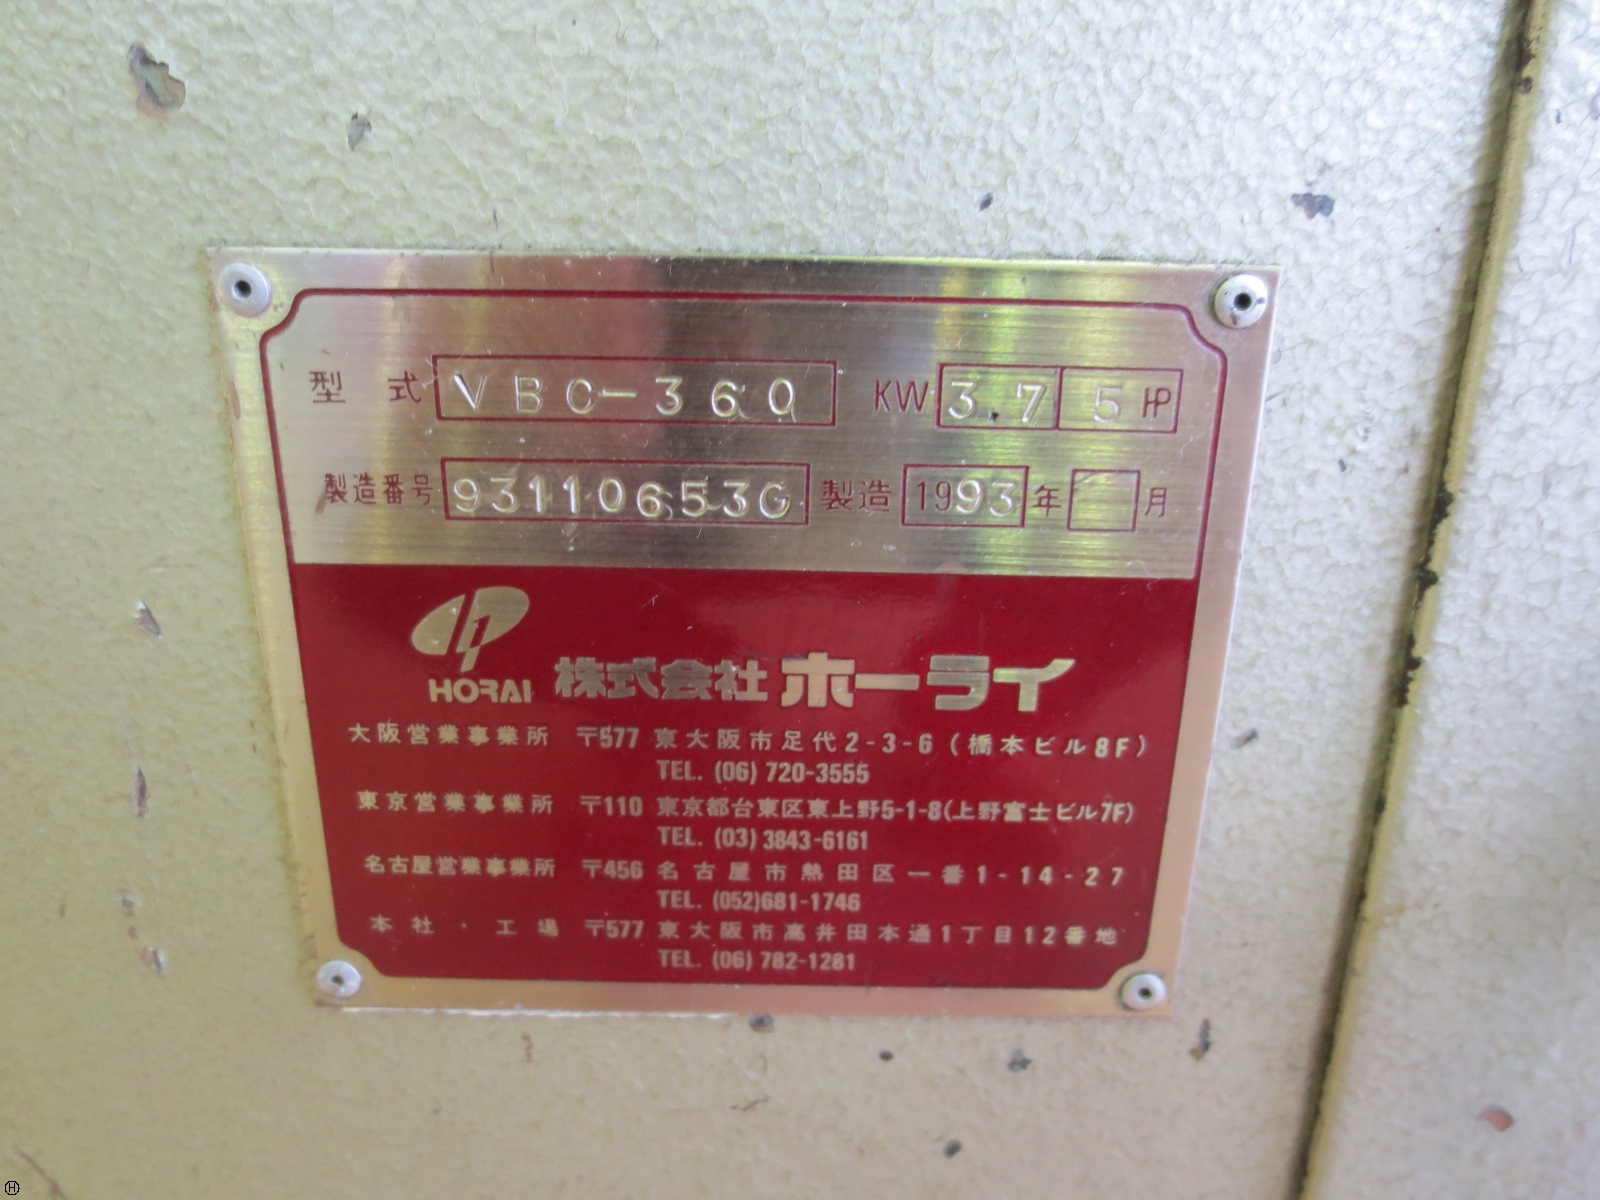 型式 VBC-360 KW 3.7 5 HP
製造番号 93110653G 製造 1993年 月
HORAI 株式会社ホーライ
大阪営業事業所 〒577 東大阪市足代2-3-6(橋本ビル8F)
TEL. (06) 720-3555
東京営業事業所 〒110 東京都台東区東上野5-1-8(上野富士ビル7F)
TEL. (03) 3843-6161
名古屋営業事業所 〒456 名古屋市熱田区一番1-14-27
TEL. (052)681-1746
本社・工場 〒577 東大阪市高井田本通1丁目12番地
TEL. (06) 782-1281
H